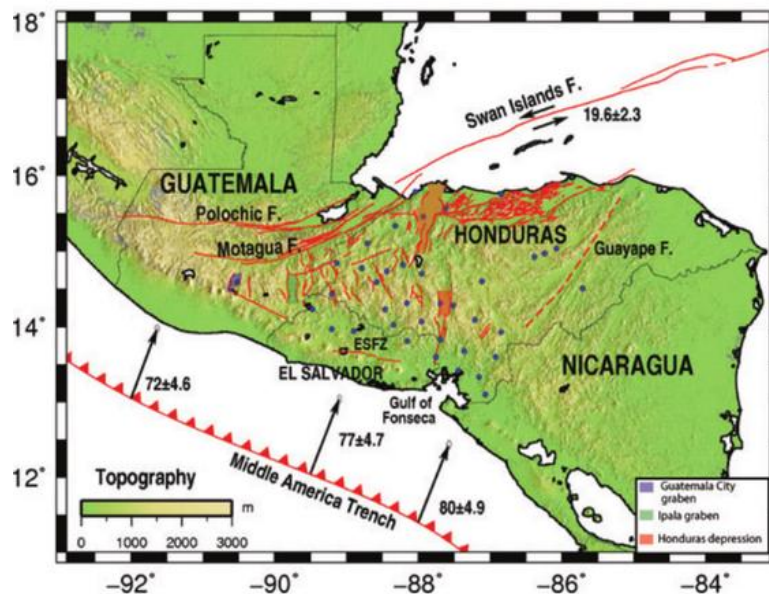 18°
16°
14°
12°
−92°
−90°
−88°
−86°
−84°
Swan Islands F.
19.6±2.3
GUATEMALA
Polochic F.
Motagua F.
HONDURAS
Guayape F.
ESFZ
EL SALVADOR
NICARAGUA
Gulf of
Fonseca
72±4.6
77±4.7
80±4.9
Middle America Trench
Topography
m
0
1000
2000
3000
Guatemala City
graben
Ipala graben
Honduras depression